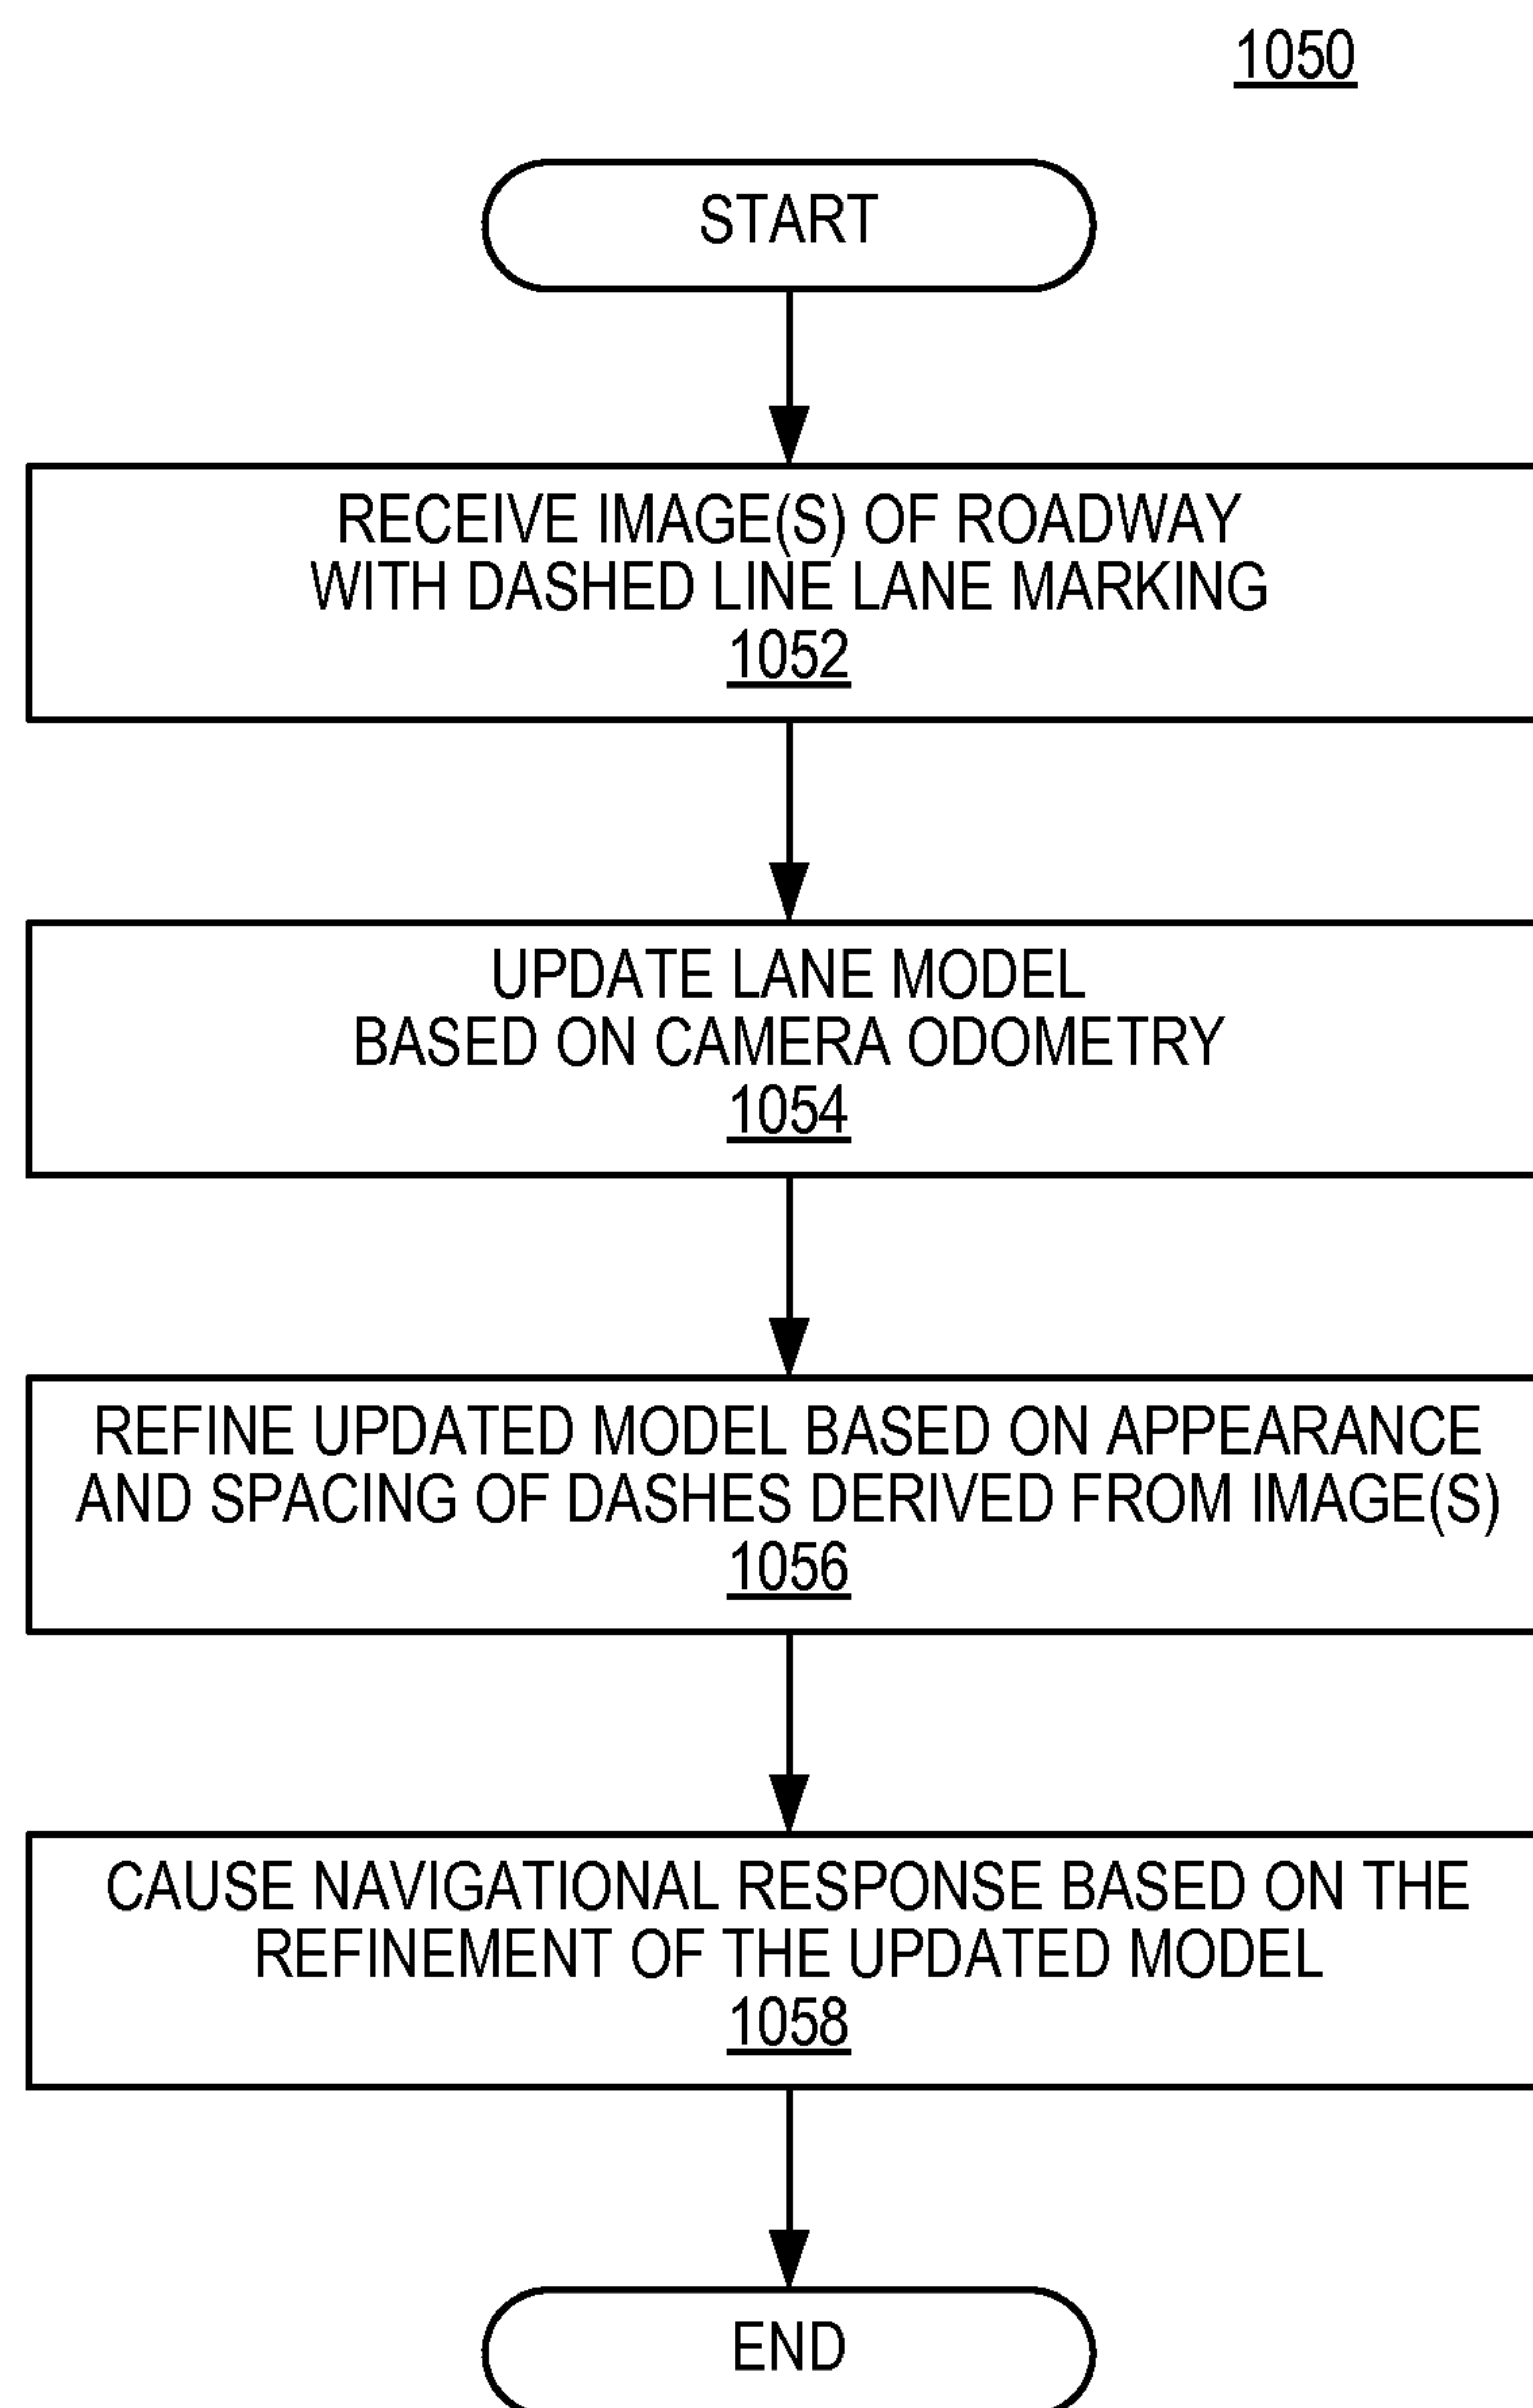 1050
START
RECEIVE IMAGE(S) OF ROADWAY
WITH DASHED LINE LANE MARKING
1052
UPDATE LANE MODEL
BASED ON CAMERA ODOMETRY
1054
REFINE UPDATED MODEL BASED ON APPEARANCE
AND SPACING OF DASHES DERIVED FROM IMAGE(S)
1056
CAUSE NAVIGATIONAL RESPONSE BASED ON THE
REFINEMENT OF THE UPDATED MODEL
1058
END